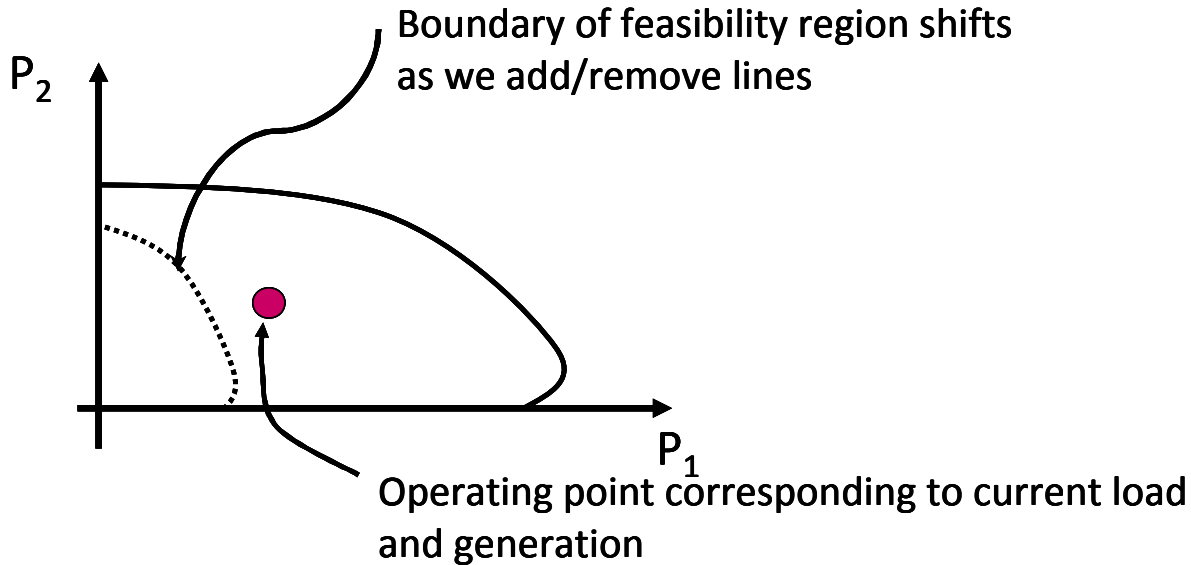 Boundary of feasibility region shifts
as we add/remove lines
P2
P1
Operating point corresponding to current load
and generation